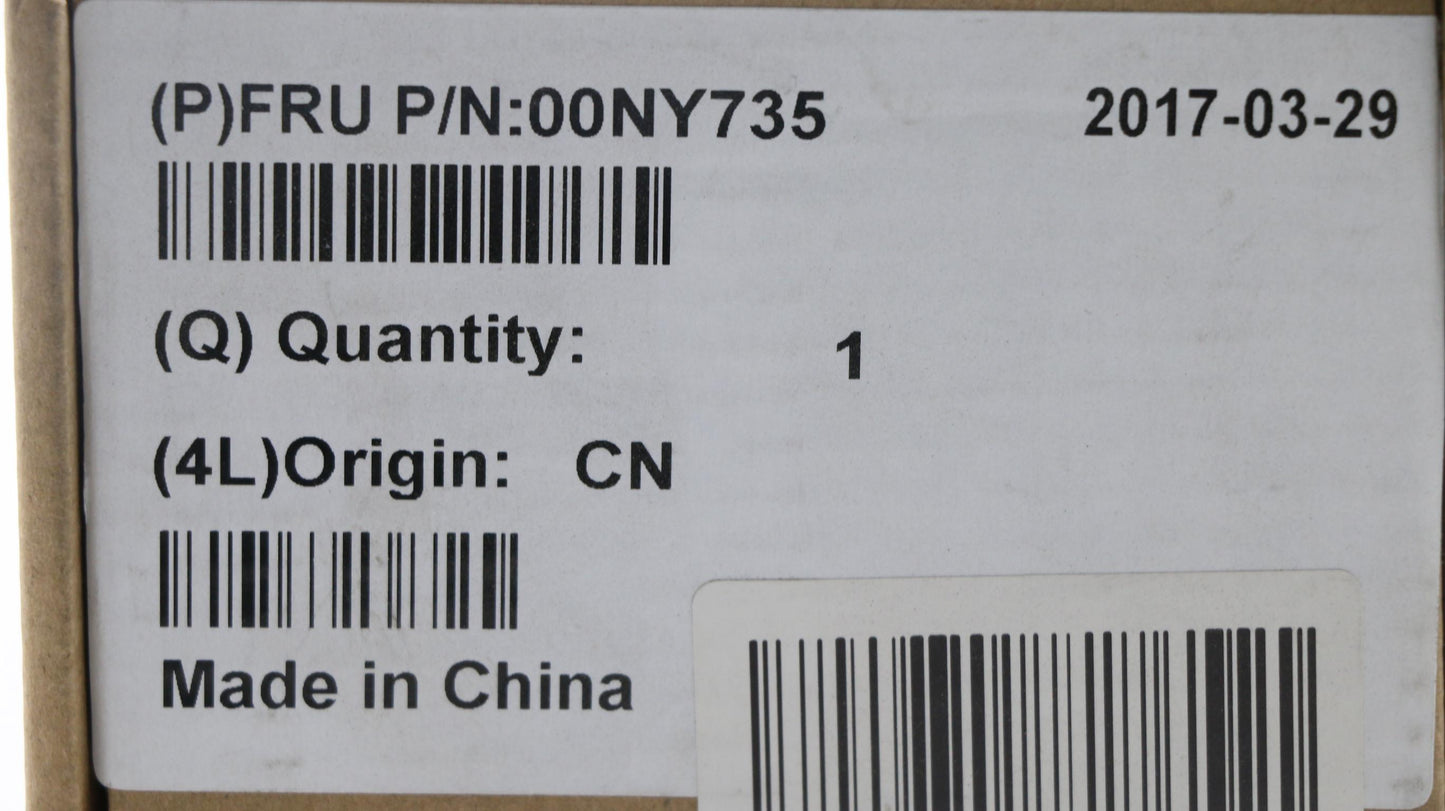 (P)FRU P/N:00NY735 2017-03-29
(Q) Quantity: 1
(4L)Origin: CN
Made in China